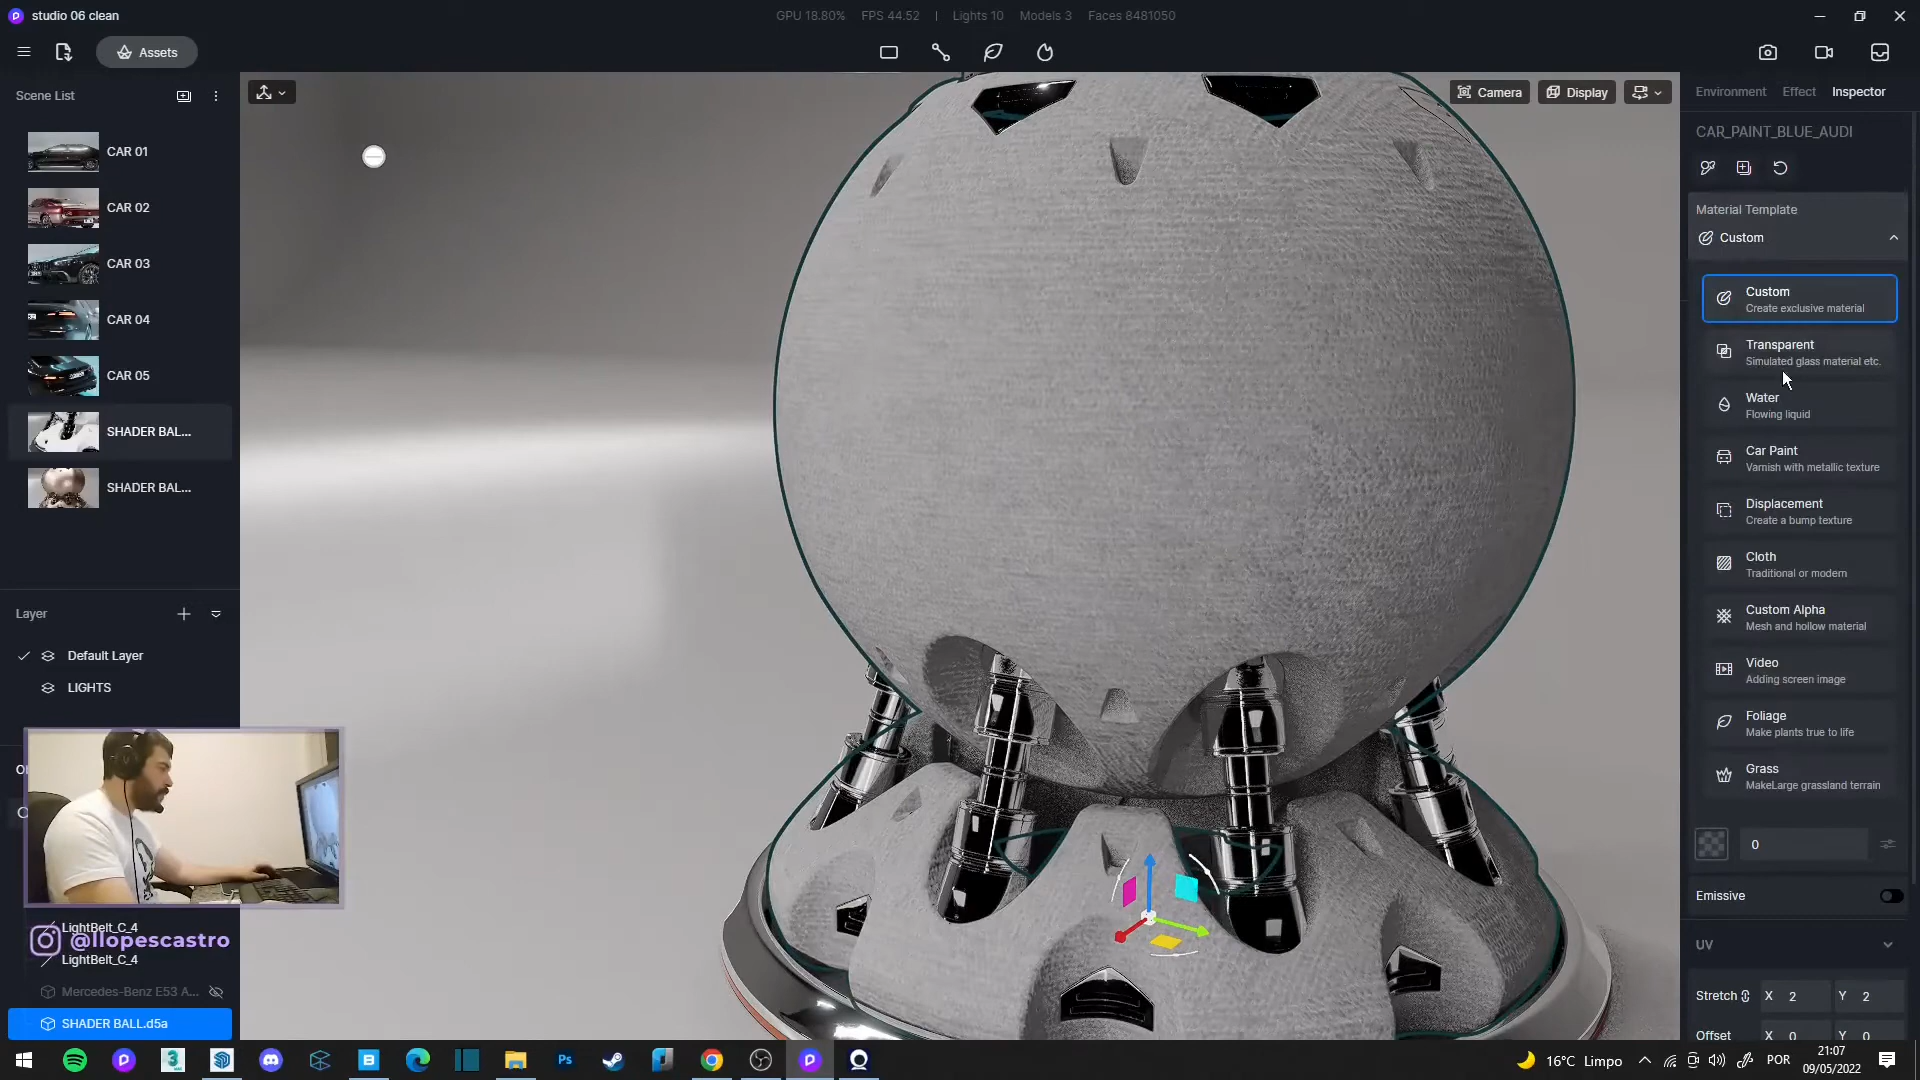 studio 06 clean
GPU 18.80% FPS 44.52 | Lights 10 Models 3 Faces 8481050
Assets
Scene List
Camera
Display
Environment Effect Inspector
CAR_PAINT_BLUE_AUDI
CAR 01
CAR 02
CAR 03
CAR 04
CAR 05
SHADER BAL...
SHADER BAL...
Material Template
Custom
Custom
Create exclusive material
Transparent
Simulated glass material etc.
Water
Flowing liquid
Car Paint
Varnish with metallic texture
Displacement
Create a bump texture
Cloth
Traditional or modern
Custom Alpha
Mesh and hollow material
Video
Adding screen image
Foliage
Make plants true to life
Grass
MakeLarge grassland terrain
0
Emissive
UV
Stretch X 2 Y 2
Offset X 0 Y 0
Layer
Default Layer
LIGHTS
LightBelt_C_4
@llopescastro
LightBelt_C_4
Mercedes-Benz E53 A...
SHADER BALL.d5a
16°C Limpo
POR
21:07
09/05/2022